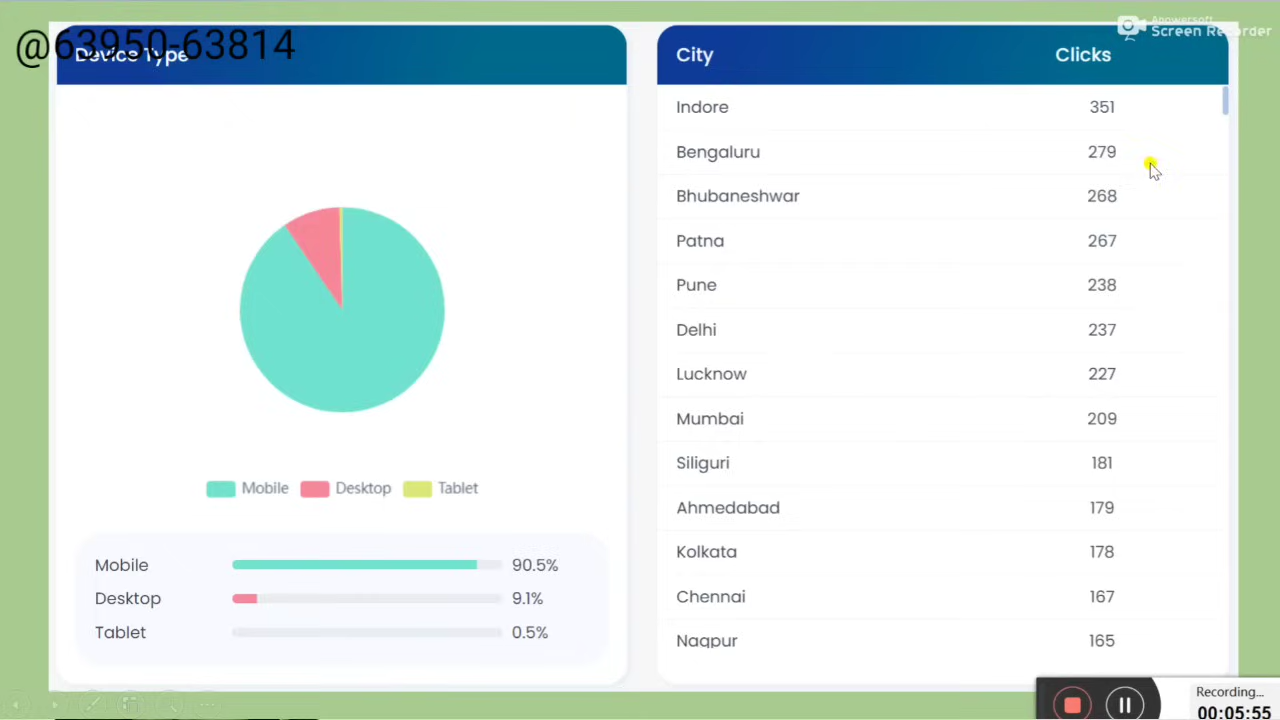 @63950-63814
Device Type
Mobile Desktop Tablet
Mobile 90.5%
Desktop 9.1%
Tablet 0.5%
City Clicks
Indore 351
Bengaluru 279
Bhubaneshwar 268
Patna 267
Pune 238
Delhi 237
Lucknow 227
Mumbai 209
Siliguri 181
Ahmedabad 179
Kolkata 178
Chennai 167
Nagpur 165
Apowersoft
Screen Recorder
Recording...
00:05:55